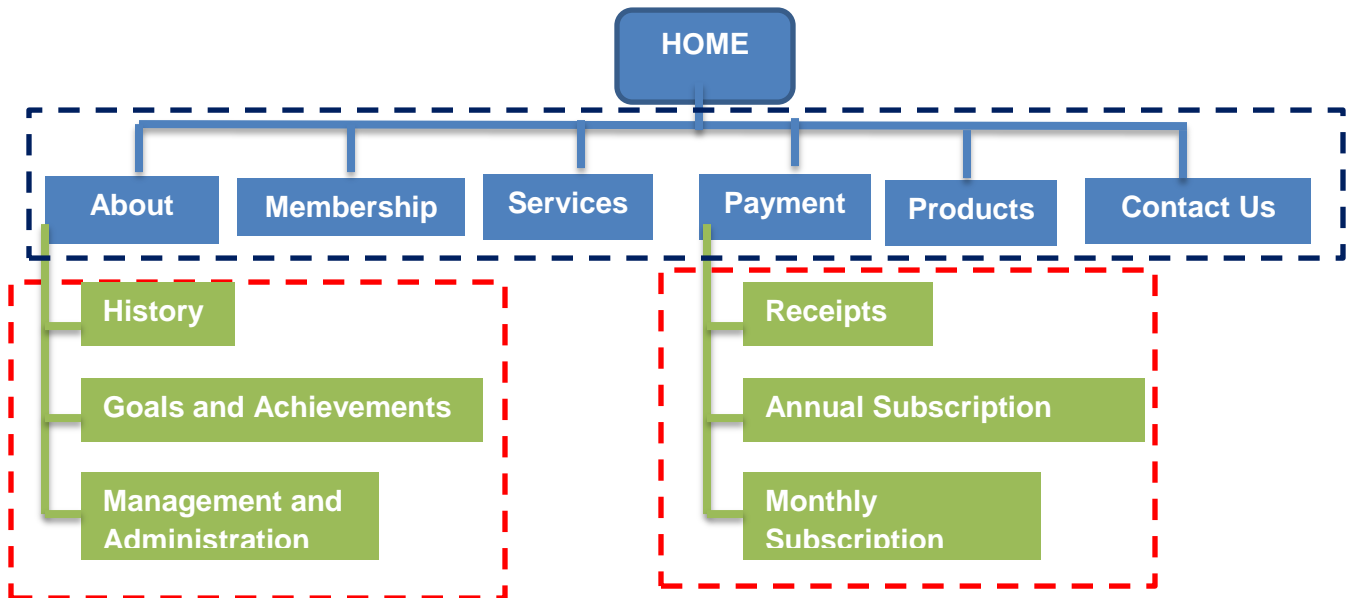 HOME
About
Membership
Services
Payment
Products
Contact Us
History
Goals and Achievements
Management and
Administration
Receipts
Annual Subscription
Monthly
Subscription